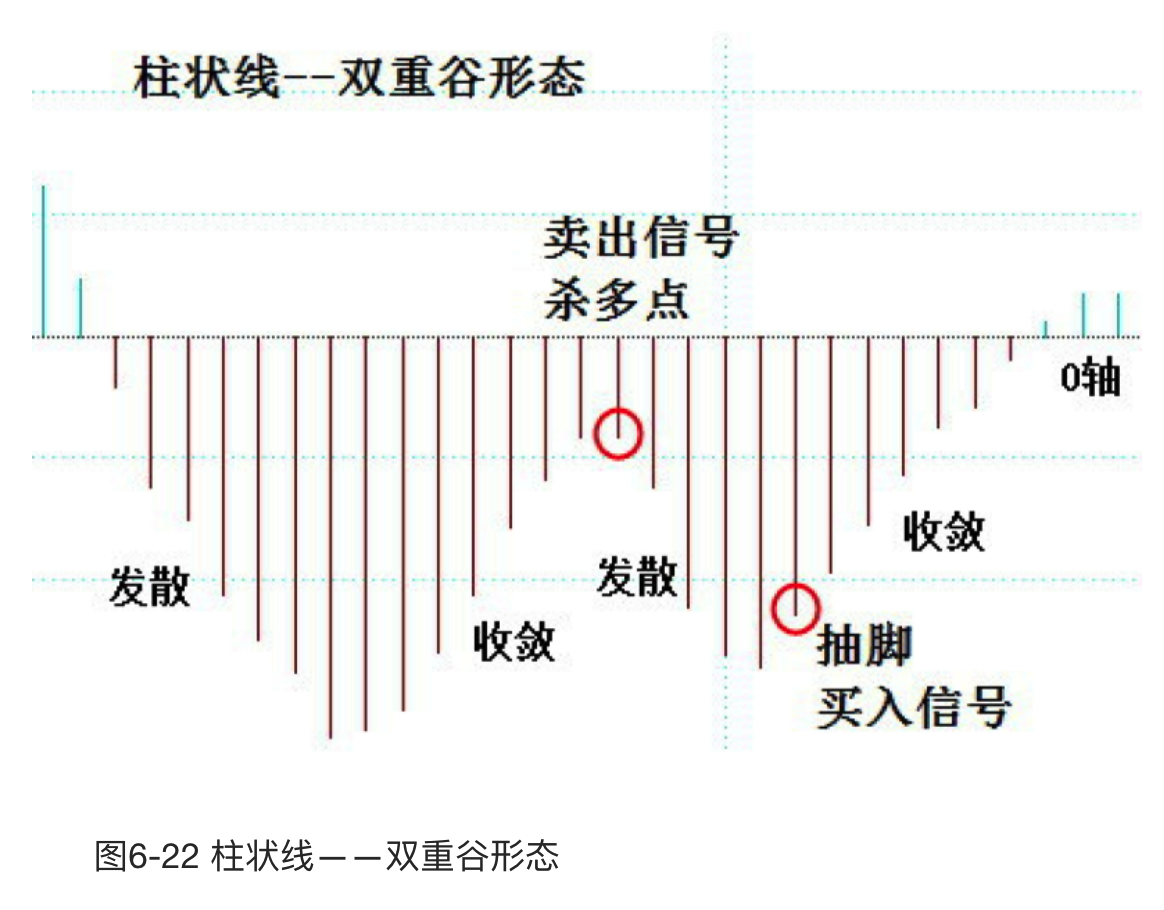 柱状线--双重谷形态
卖出信号
杀多点
0轴
发散
收敛
发散
收敛
抽脚
买入信号
图6-22 柱状线——双重谷形态